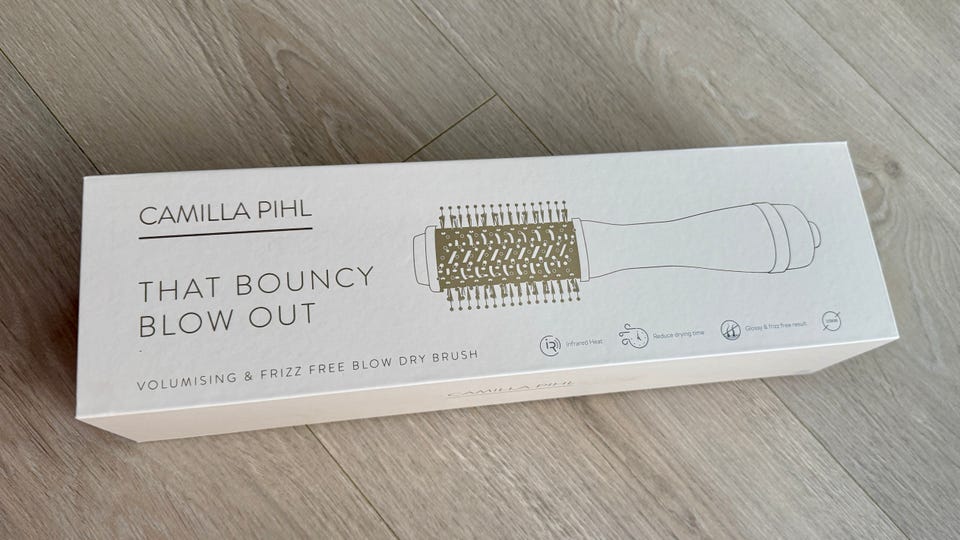 CAMILLA PIHL
THAT BOUNCY
BLOW OUT
VOLUMISING & FRIZZ FREE BLOW DRY BRUSH
iR
Infrared Heat
Reduce drying time
Glossy & frizz free result
CAMILLA PIHL